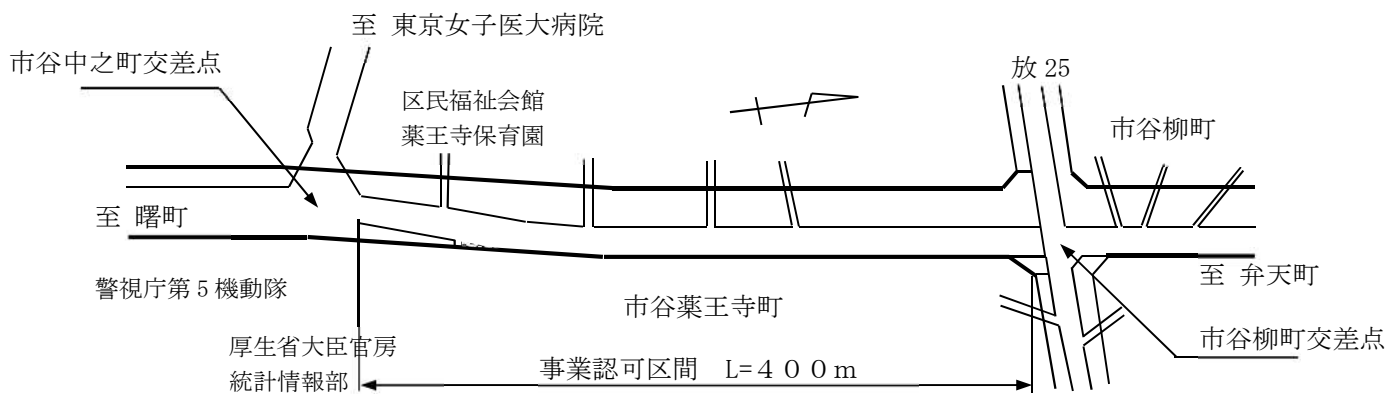 至 東京女子医大病院
市谷中之町交差点
放 25
区民福祉会館
薬王寺保育園
市谷柳町
至 曙町
至 弁天町
警視庁第５機動隊
市谷薬王寺町
市谷柳町交差点
厚生省大臣官房
統計情報部
事業認可区間　L=４００ｍ